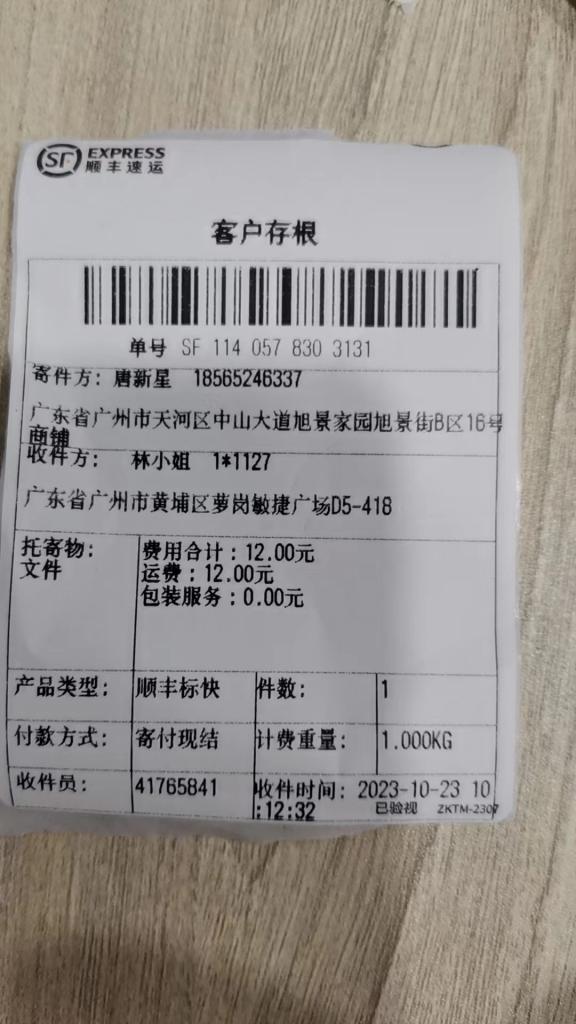 SF EXPRESS
顺丰速运
客户存根
单号 SF 114 057 830 3131
寄件方：唐新星 18565246337
广东省广州市天河区中山大道旭景家园旭景街B区16号
商铺
收件方： 林小姐 1*1127
广东省广州市黄埔区萝岗敏捷广场D5-418
托寄物： 费用合计：12.00元
文件 运费：12.00元
包装服务：0.00元
产品类型： 顺丰标快 件数： 1
付款方式： 寄付现结 计费重量： 1.000KG
收件员： 41765841 收件时间： 2023-10-23 10
:12:32 已验视 ZKTM-2307